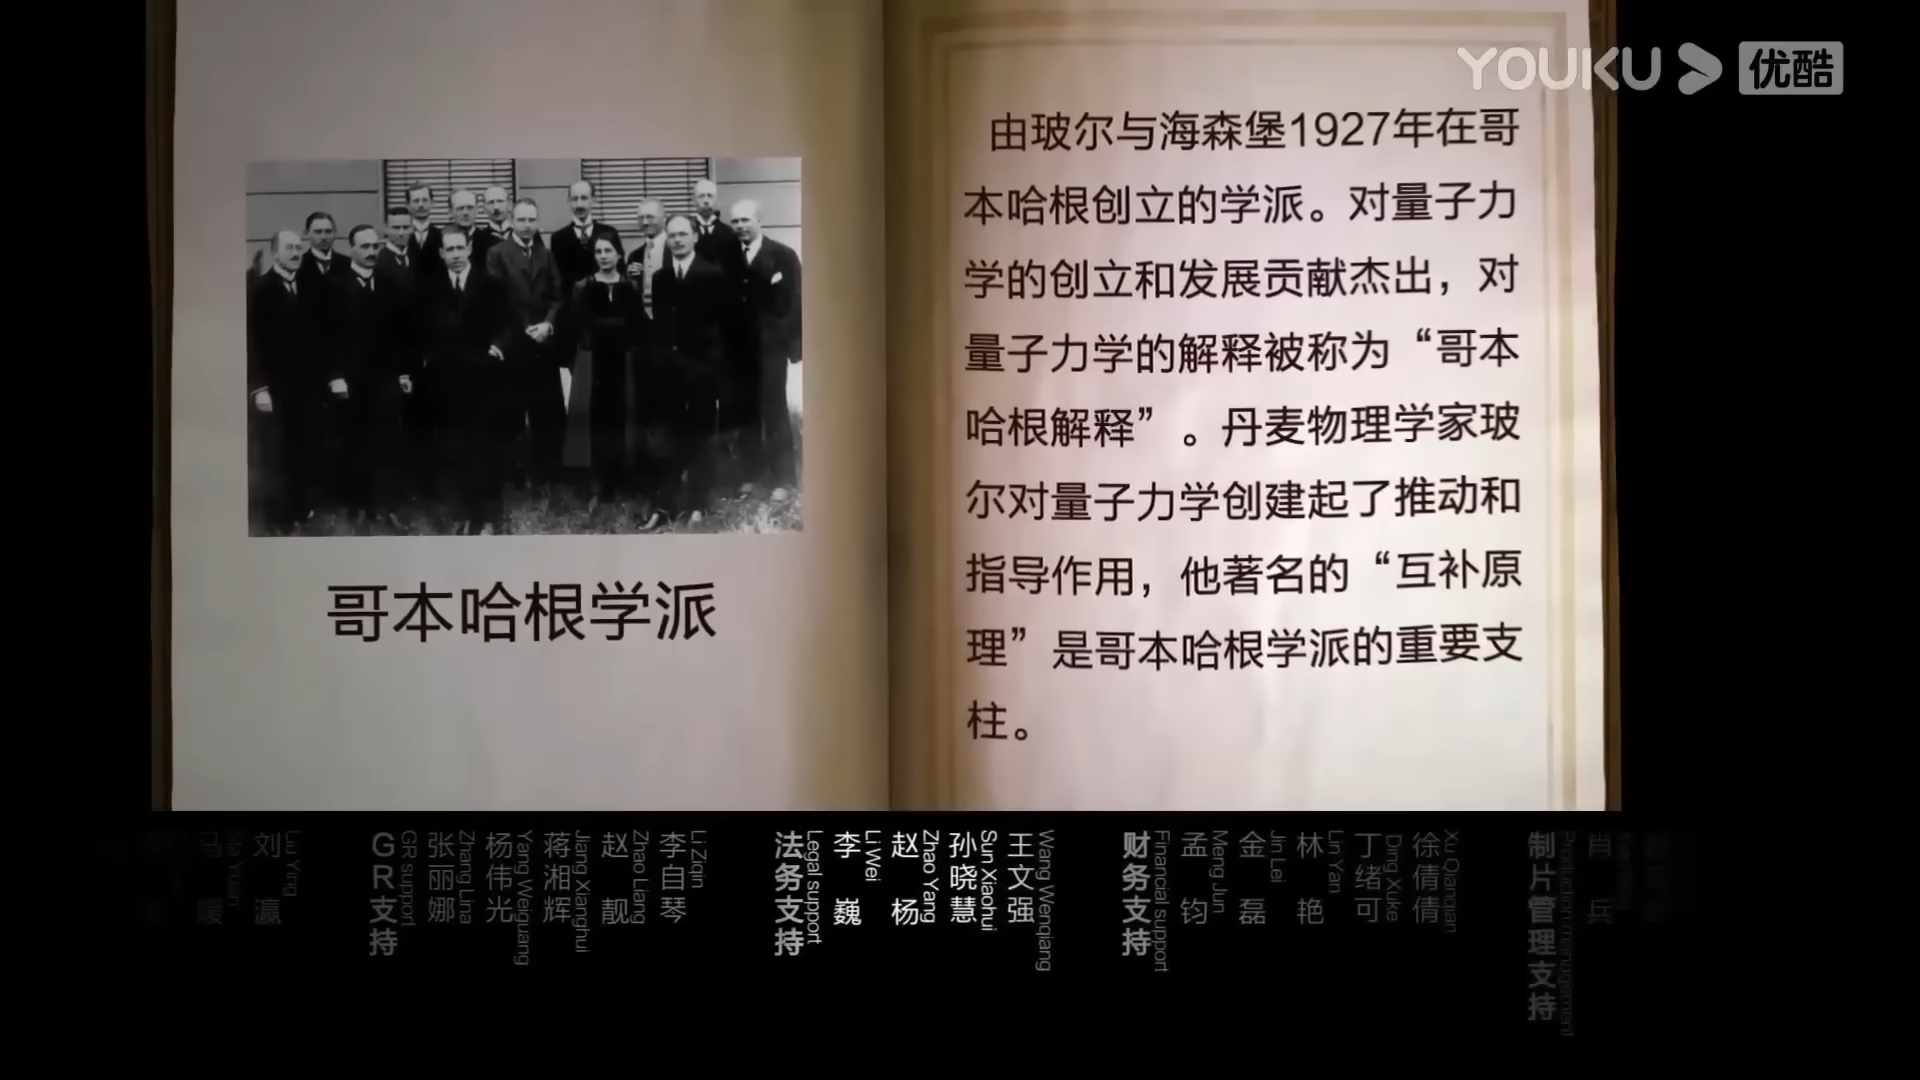 YOUKU 优酷
由玻尔与海森堡1927年在哥
本哈根创立的学派。对量子力
学的创立和发展贡献杰出，对
量子力学的解释被称为“哥本
哈根解释”。丹麦物理学家玻
尔对量子力学创建起了推动和
指导作用，他著名的“互补原
理”是哥本哈根学派的重要支
柱。
哥本哈根学派
刘瀛
Liu Ying
GR支持
GR support
张丽娜
Zhang Lina
杨伟光
Yang Weiguang
蒋湘辉
Jiang Xianghui
赵靓
Zhao Liang
李自琴
Li Ziqin
法务支持
Legal support
李巍
Li Wei
赵杨
Zhao Yang
孙晓慧
Sun Xiaohui
王文强
Wang Wenqiang
财务支持
Financial support
孟钧
Meng Jun
金磊
Jin Lei
林艳
Lin Yan
丁绪可
Ding Xuke
徐倩倩
Xu Qianqian
制片管理支持
Production management
肖兵